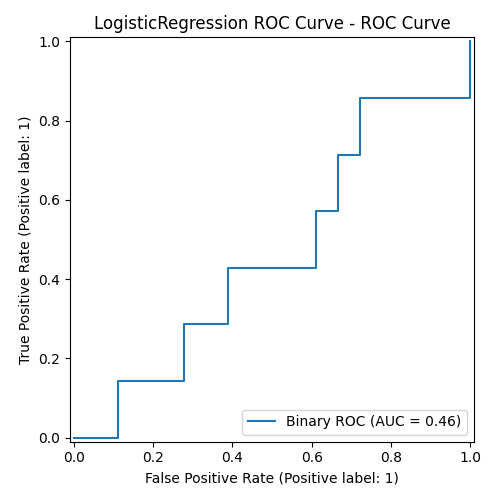 LogisticRegression ROC Curve - ROC Curve
1.0
0.8
0.6
0.4
0.2
0.0
True Positive Rate (Positive label: 1)
Binary ROC (AUC = 0.46)
0.0 0.2 0.4 0.6 0.8 1.0
False Positive Rate (Positive label: 1)